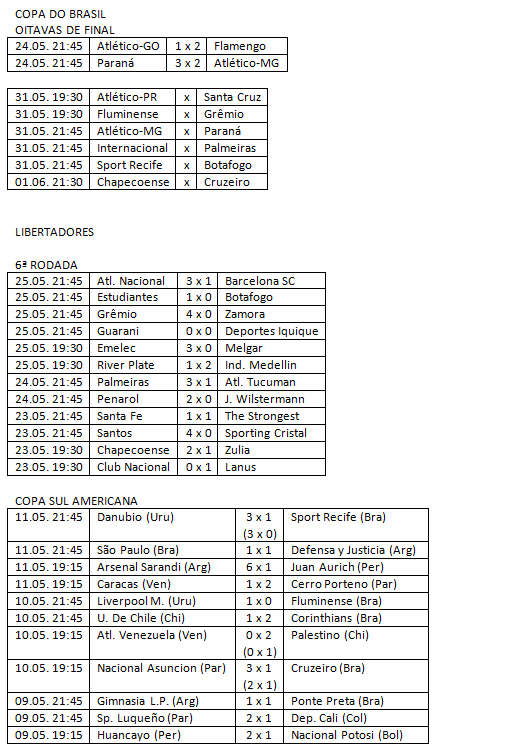 COPA DO BRASIL
OITAVAS DE FINAL
24.05. 21:45 Atlético-GO 1 x 2 Flamengo
24.05. 21:45 Paraná 3 x 2 Atlético-MG
31.05. 19:30 Atlético-PR x Santa Cruz
31.05. 19:30 Fluminense x Grêmio
31.05. 21:45 Atlético-MG x Paraná
31.05. 21:45 Internacional x Palmeiras
31.05. 21:45 Sport Recife x Botafogo
01.06. 21:30 Chapecoense x Cruzeiro
LIBERTADORES
6ª RODADA
25.05. 21:45 Atl. Nacional 3 x 1 Barcelona SC
25.05. 21:45 Estudiantes 1 x 0 Botafogo
25.05. 21:45 Grêmio 4 x 0 Zamora
25.05. 21:45 Guarani 0 x 0 Deportes Iquique
25.05. 19:30 Emelec 3 x 0 Melgar
25.05. 19:30 River Plate 1 x 2 Ind. Medellin
24.05. 21:45 Palmeiras 3 x 1 Atl. Tucuman
24.05. 21:45 Penarol 2 x 0 J. Wilstermann
23.05. 21:45 Santa Fe 1 x 1 The Strongest
23.05. 21:45 Santos 4 x 0 Sporting Cristal
23.05. 19:30 Chapecoense 2 x 1 Zulia
23.05. 19:30 Club Nacional 0 x 1 Lanus
COPA SUL AMERICANA
11.05. 21:45 Danubio (Uru) 3 x 1 Sport Recife (Bra)
(3 x 0)
11.05. 21:45 São Paulo (Bra) 1 x 1 Defensa y Justicia (Arg)
11.05. 19:15 Arsenal Sarandi (Arg) 6 x 1 Juan Aurich (Per)
11.05. 19:15 Caracas (Ven) 1 x 2 Cerro Porteno (Par)
10.05. 21:45 Liverpool M. (Uru) 1 x 0 Fluminense (Bra)
10.05. 21:45 U. De Chile (Chi) 1 x 2 Corinthians (Bra)
10.05. 19:15 Atl. Venezuela (Ven) 0 x 2 Palestino (Chi)
(0 x 1)
10.05. 19:15 Nacional Asuncion (Par) 3 x 1 Cruzeiro (Bra)
(2 x 1)
09.05. 21:45 Gimnasia L.P. (Arg) 1 x 1 Ponte Preta (Bra)
09.05. 21:45 Sp. Luqueño (Par) 2 x 1 Dep. Cali (Col)
09.05. 19:15 Huancayo (Per) 2 x 1 Nacional Potosi (Bol)